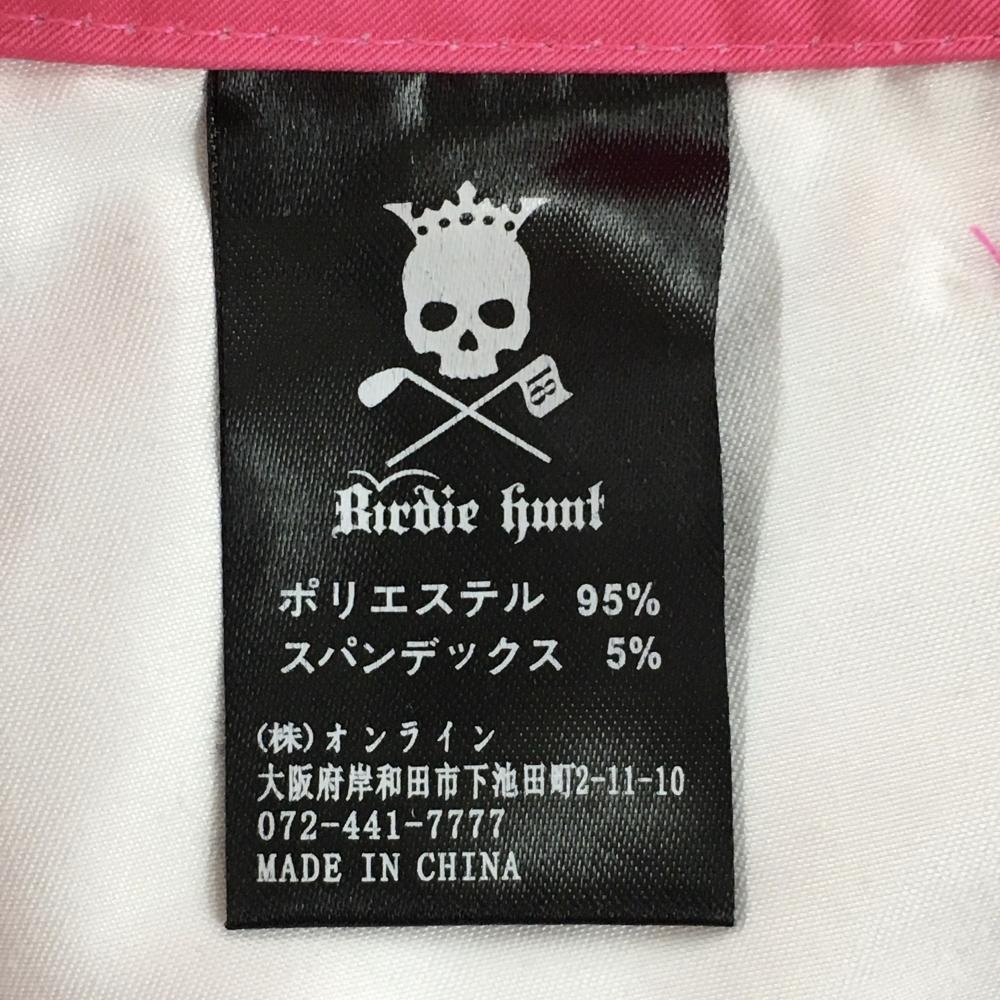 18
Birdie hunt
ポリエステル 95%
スパンデックス 5%
(株)オンライン
大阪府岸和田市下池田町2-11-10
072-441-7777
MADE IN CHINA